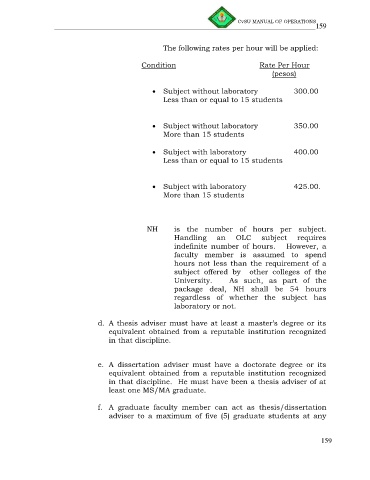 CvSU MANUAL OF OPERATIONS
159
The following rates per hour will be applied:
Condition Rate Per Hour
(pesos)
• Subject without laboratory 300.00
Less than or equal to 15 students
• Subject without laboratory 350.00
More than 15 students
• Subject with laboratory 400.00
Less than or equal to 15 students
• Subject with laboratory 425.00.
More than 15 students
NH is the number of hours per subject.
Handling an OLC subject requires
indefinite number of hours. However, a
faculty member is assumed to spend
hours not less than the requirement of a
subject offered by other colleges of the
University. As such, as part of the
package deal, NH shall be 54 hours
regardless of whether the subject has
laboratory or not.
d. A thesis adviser must have at least a master's degree or its
equivalent obtained from a reputable institution recognized
in that discipline.
e. A dissertation adviser must have a doctorate degree or its
equivalent obtained from a reputable institution recognized
in that discipline. He must have been a thesis adviser of at
least one MS/MA graduate.
f. A graduate faculty member can act as thesis/dissertation
adviser to a maximum of five (5) graduate students at any
159